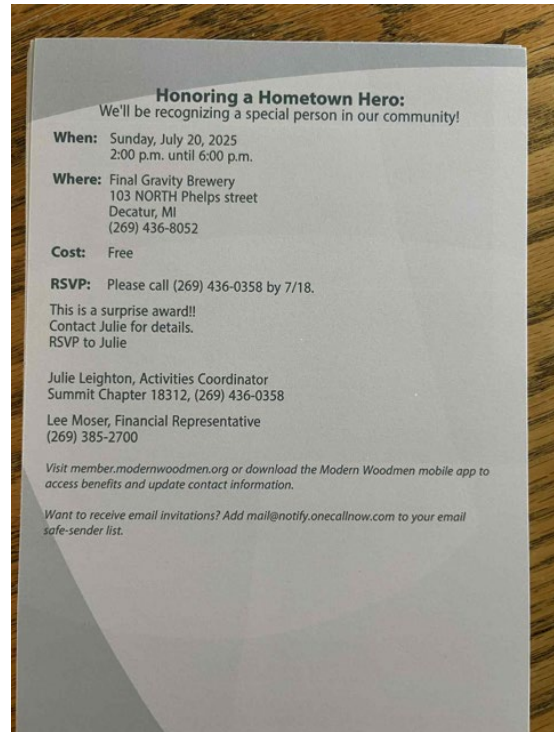 Honoring a Hometown Hero:
We'll be recognizing a special person in our community!
When: Sunday, July 20, 2025
2:00 p.m. until 6:00 p.m.
Where: Final Gravity Brewery
103 NORTH Phelps street
Decatur, MI
(269) 436-8052
Cost: Free
RSVP: Please call (269) 436-0358 by 7/18.
This is a surprise award!!
Contact Julie for details.
RSVP to Julie
Julie Leighton, Activities Coordinator
Summit Chapter 18312, (269) 436-0358
Lee Moser, Financial Representative
(269) 385-2700
Visit member.modernwoodmen.org or download the Modern Woodmen mobile app to
access benefits and update contact information.
Want to receive email invitations? Add mail@notify.onecallnow.com to your email
safe-sender list.